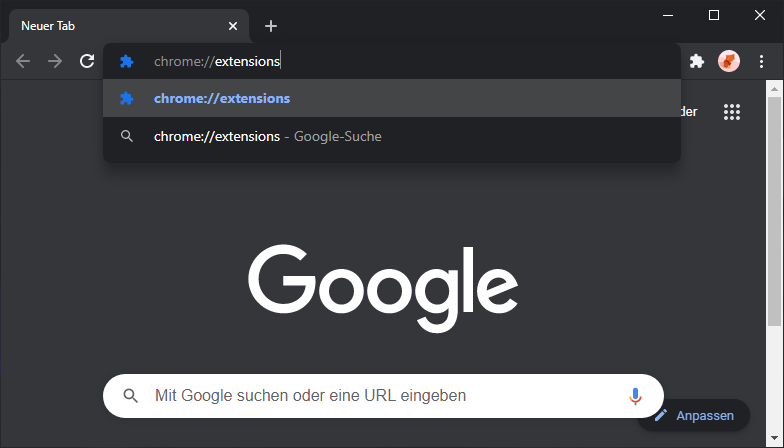 Neuer Tab
chrome://extensions
chrome://extensions
chrome://extensions - Google-Suche
Google
Mit Google suchen oder eine URL eingeben
Anpassen